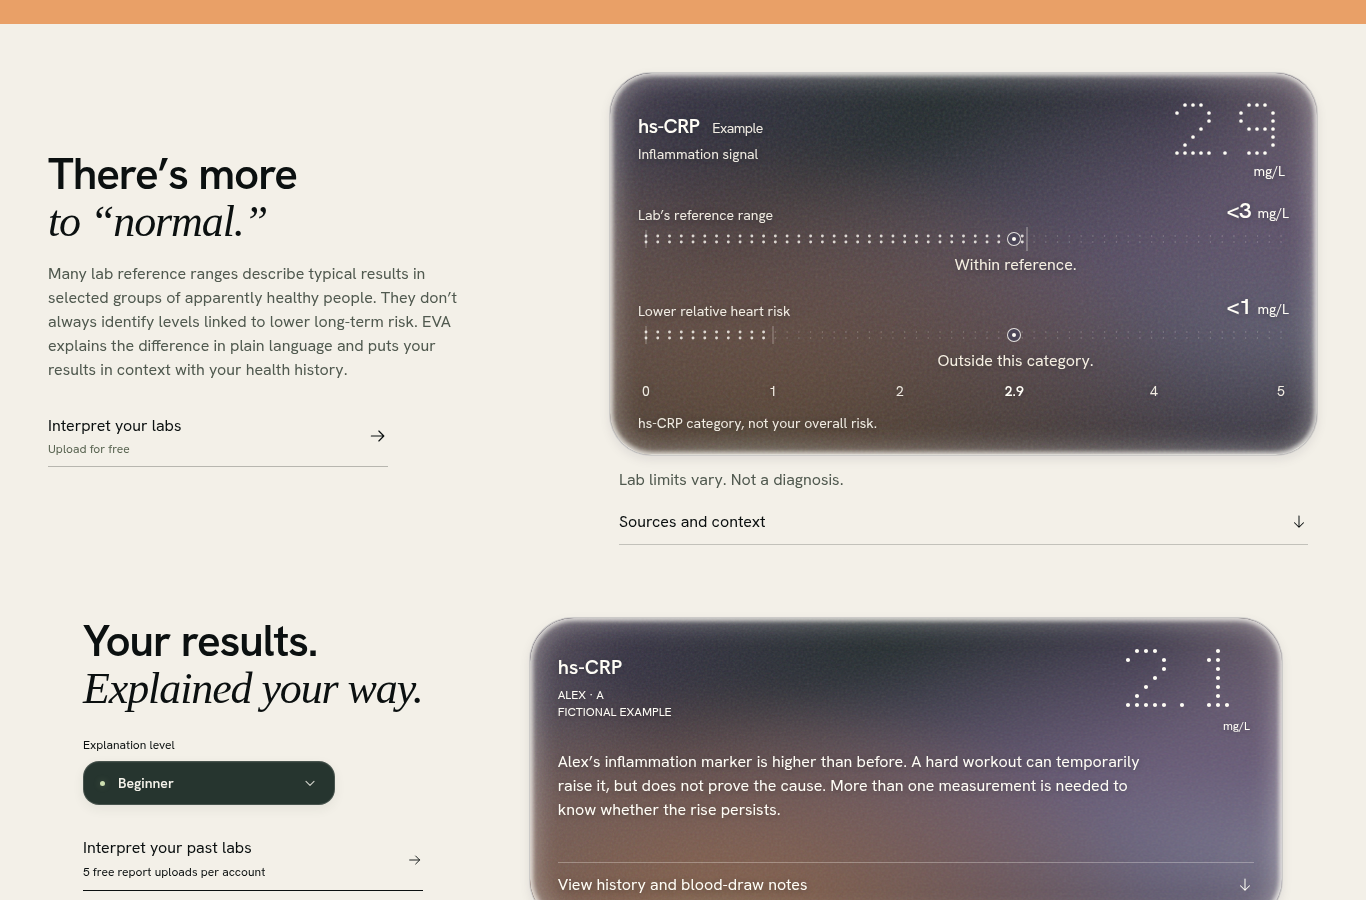 There’s more
to “normal.”
Many lab reference ranges describe typical results in
selected groups of apparently healthy people. They don’t
always identify levels linked to lower long-term risk. EVA
explains the difference in plain language and puts your
results in context with your health history.
Interpret your labs
Upload for free
hs-CRP Example
Inflammation signal
2.9
mg/L
Lab’s reference range
<3 mg/L
Within reference.
Lower relative heart risk
<1 mg/L
Outside this category.
0 1 2 2.9 4 5
hs-CRP category, not your overall risk.
Lab limits vary. Not a diagnosis.
Sources and context
Your results.
Explained your way.
Explanation level
Beginner
Interpret your past labs
5 free report uploads per account
hs-CRP
ALEX · A
FICTIONAL EXAMPLE
2.1
mg/L
Alex’s inflammation marker is higher than before. A hard workout can temporarily
raise it, but does not prove the cause. More than one measurement is needed to
know whether the rise persists.
View history and blood-draw notes